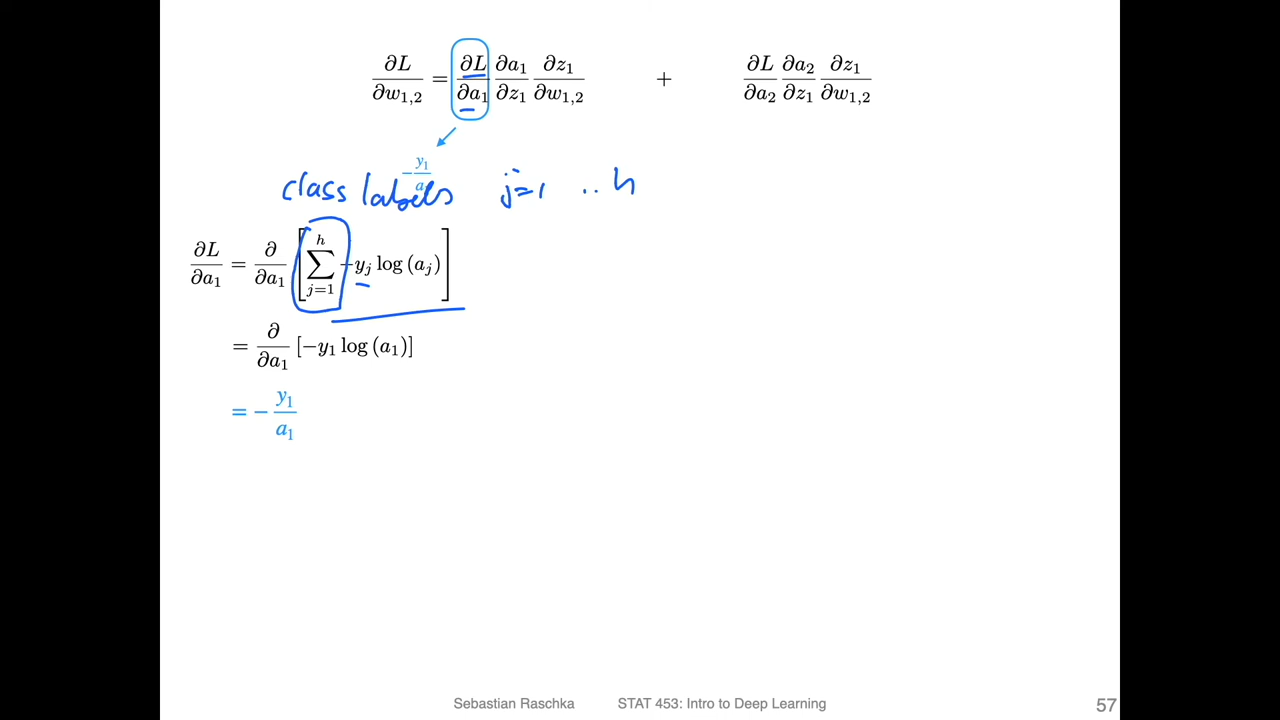 ∂L/∂w₁,₂ = ∂L/∂a₁ ∂a₁/∂z₁ ∂z₁/∂w₁,₂ + ∂L/∂a₂ ∂a₂/∂z₁ ∂z₁/∂w₁,₂
−y₁/a
class labels j=1 .. h
∂L/∂a₁ = ∂/∂a₁ [∑_{j=1}^{h} −yⱼ log (aⱼ)]
= ∂/∂a₁ [−y₁ log (a₁)]
= − y₁/a₁
Sebastian Raschka STAT 453: Intro to Deep Learning 57